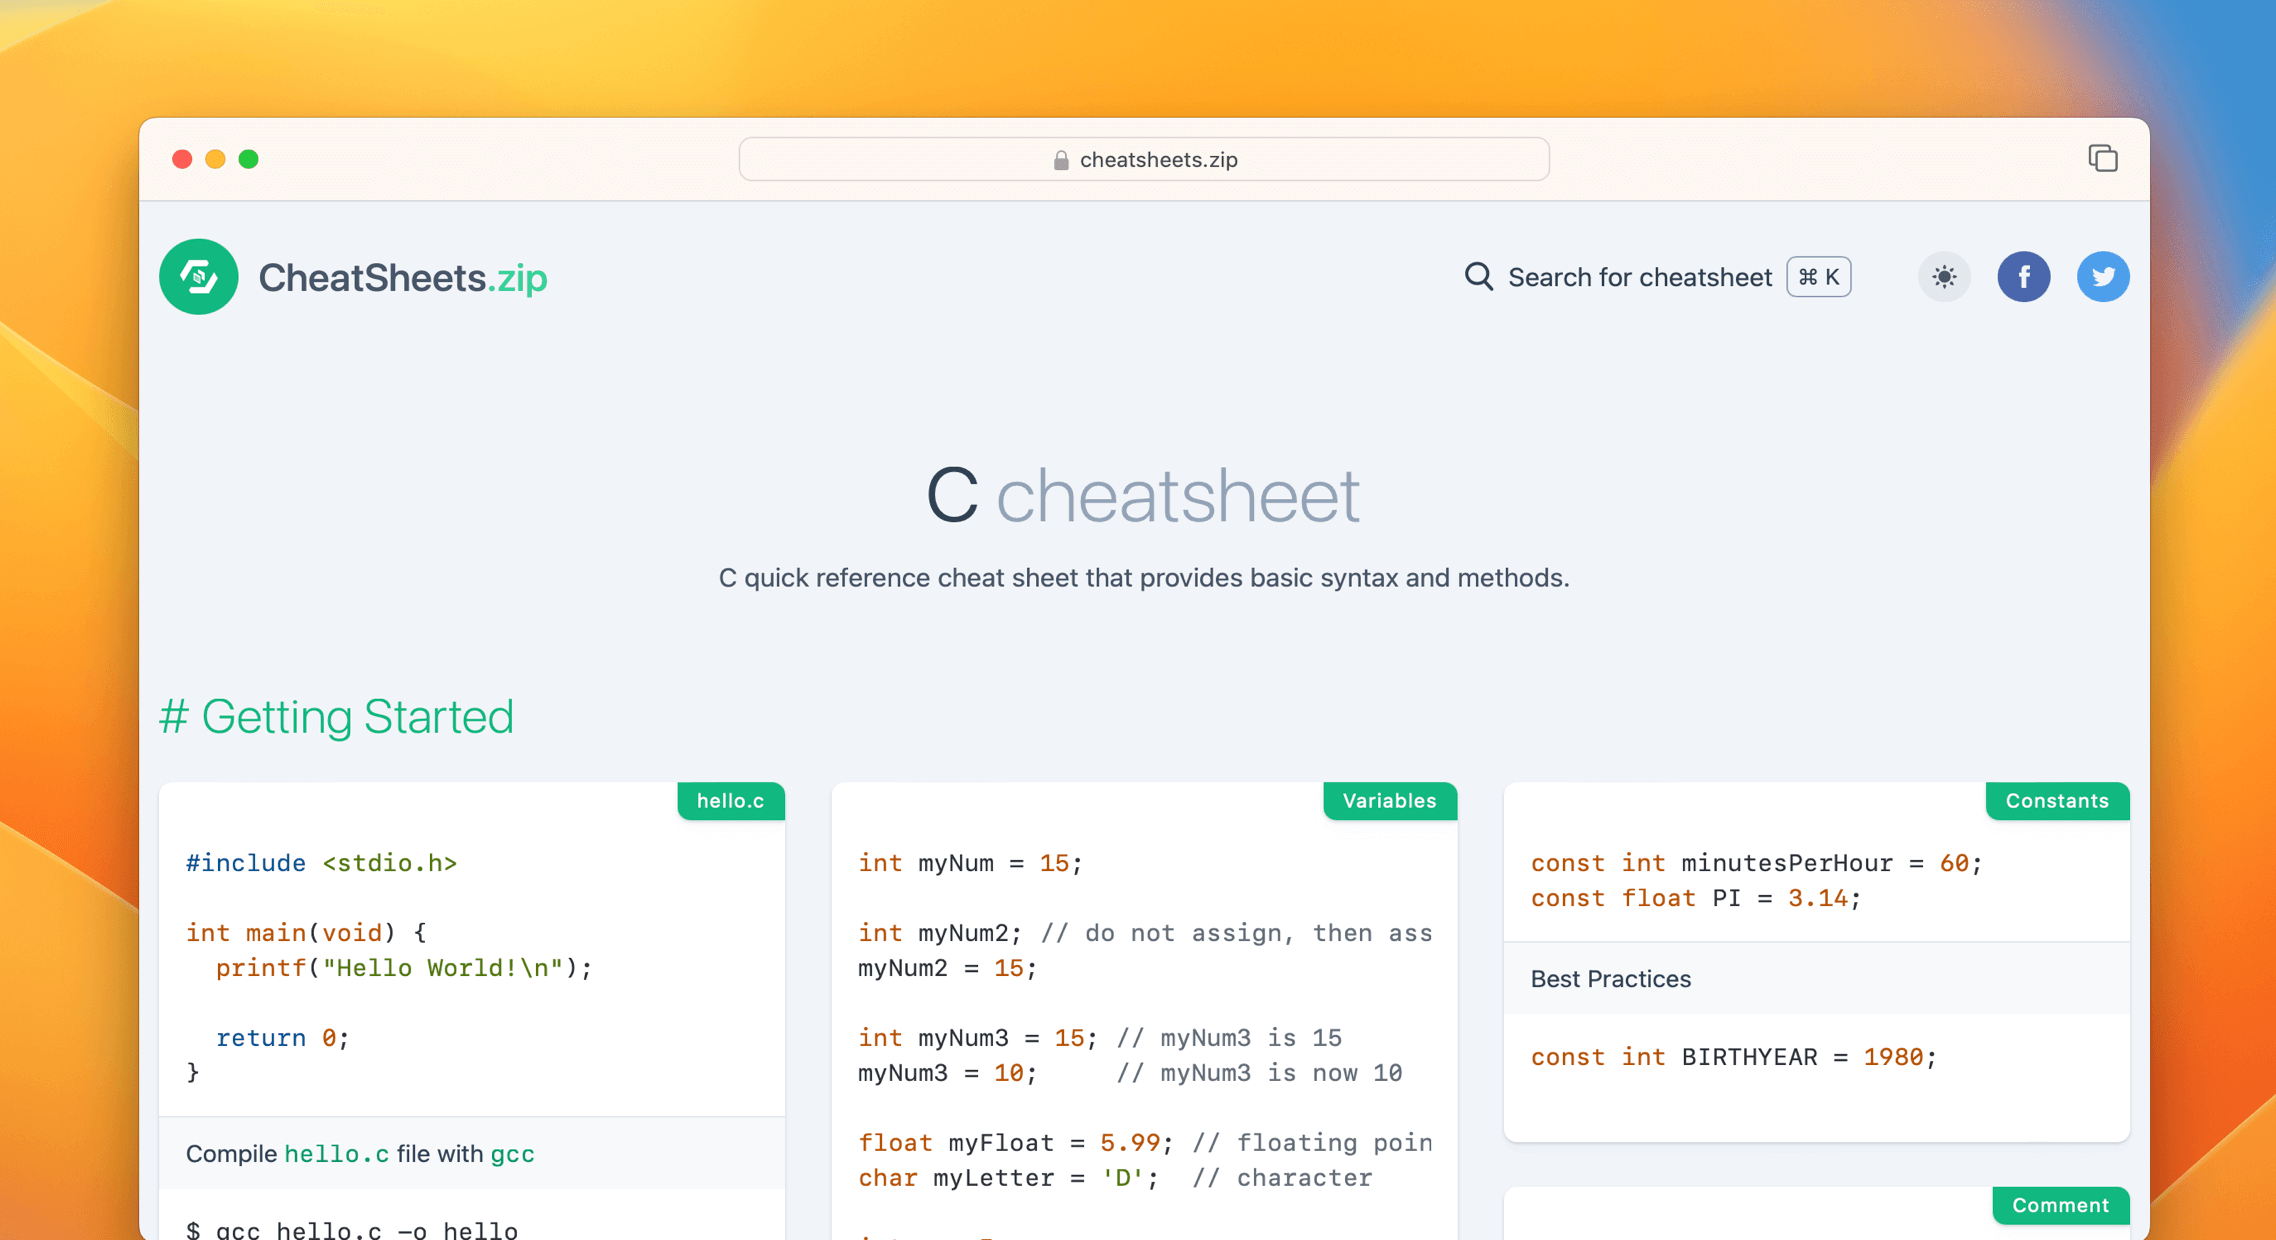 cheatsheets.zip
CheatSheets.zip
Search for cheatsheet ⌘ K
C cheatsheet
C quick reference cheat sheet that provides basic syntax and methods.
# Getting Started
hello.c
#include <stdio.h>
int main(void) {
  printf("Hello World!\n");
  return 0;
}
Compile hello.c file with gcc
$ gcc hello.c -o hello
Variables
int myNum = 15;
int myNum2; // do not assign, then ass
myNum2 = 15;
int myNum3 = 15; // myNum3 is 15
myNum3 = 10;     // myNum3 is now 10
float myFloat = 5.99; // floating poin
char myLetter = 'D';  // character
Constants
const int minutesPerHour = 60;
const float PI = 3.14;
Best Practices
const int BIRTHYEAR = 1980;
Comment